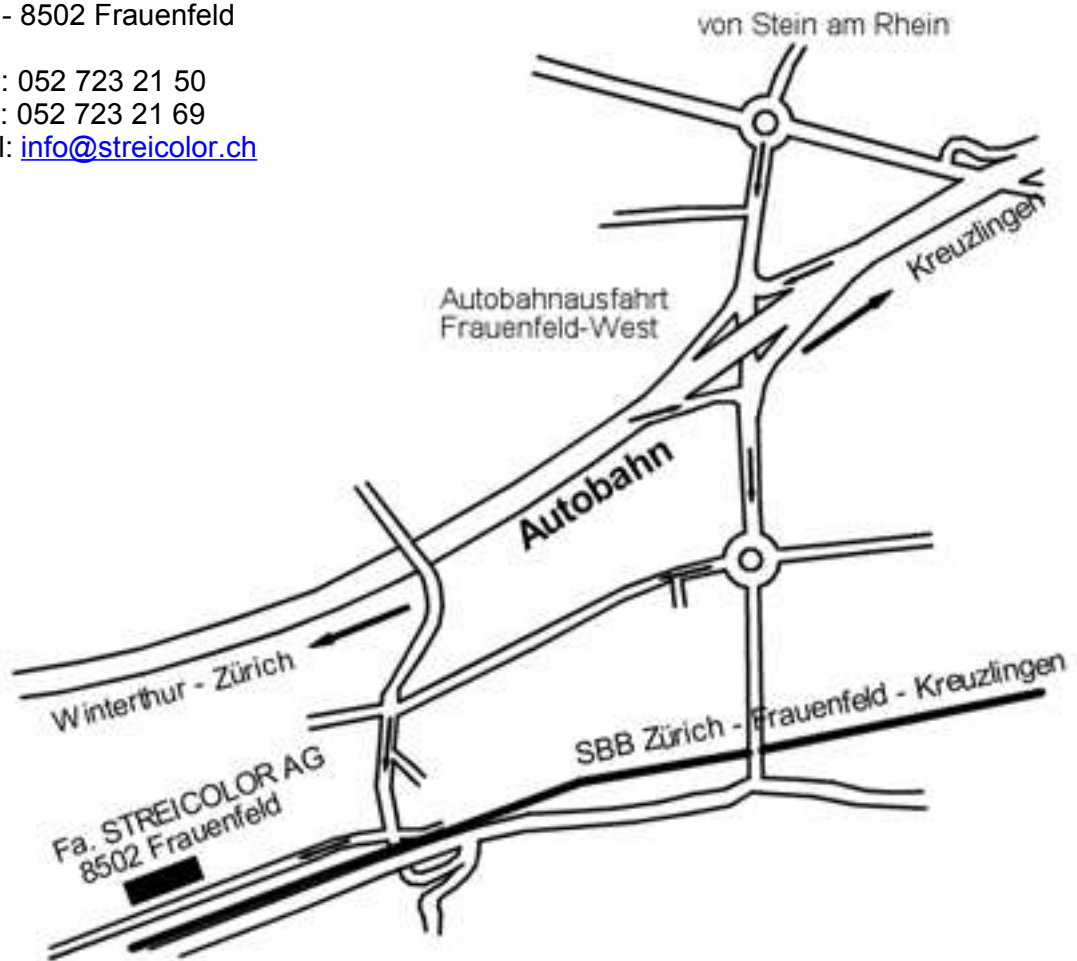 - 8502 Frauenfeld
: 052 723 21 50
: 052 723 21 69
l: info@streicolor.ch
von Stein am Rhein
Kreuzlingen
Autobahnausfahrt
Frauenfeld-West
Autobahn
Winterthur - Zürich
SBB Zürich - Frauenfeld - Kreuzlingen
Fa. STREICOLOR AG
8502 Frauenfeld